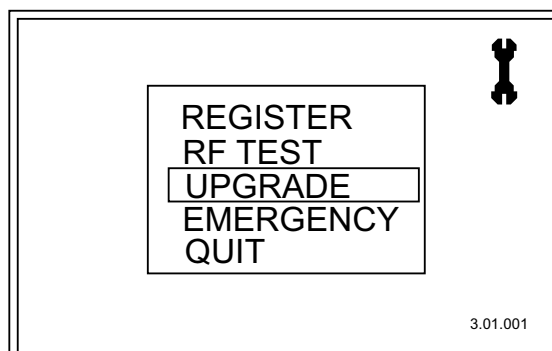 REGISTER
RF TEST
UPGRADE
EMERGENCY
QUIT
3.01.001